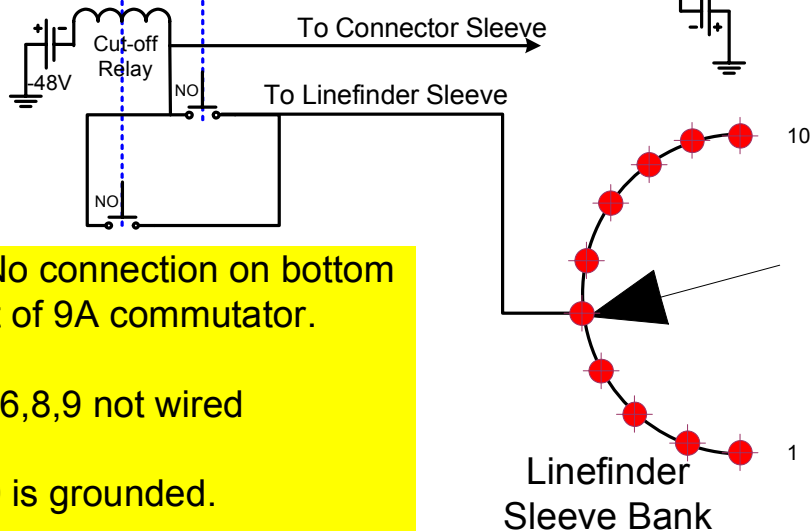 To Connector Sleeve
Cut-off
Relay
-48V
NO
To Linefinder Sleeve
NO
No connection on bottom
of 9A commutator.
6,8,9 not wired
is grounded.
10
1
Linefinder
Sleeve Bank